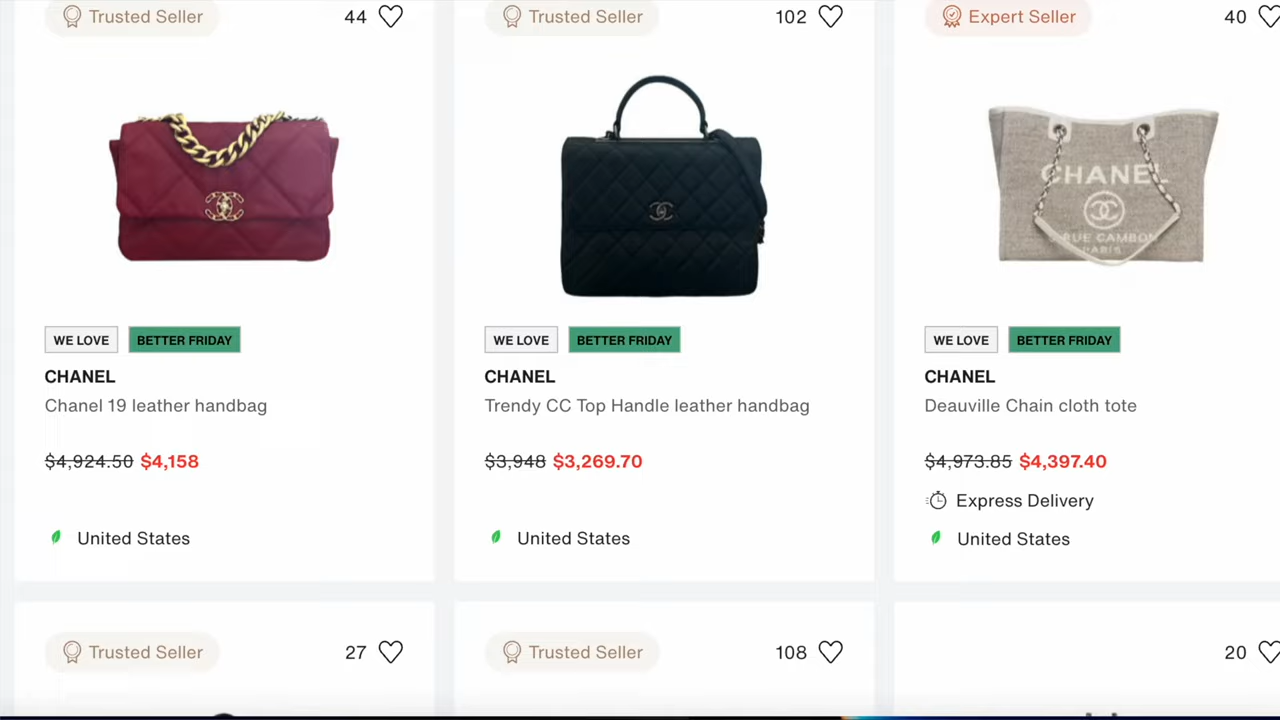 Trusted Seller 44
Trusted Seller 102
Expert Seller 40
CHANEL
RUE CAMBON
PARIS
WE LOVE BETTER FRIDAY
WE LOVE BETTER FRIDAY
WE LOVE BETTER FRIDAY
CHANEL
CHANEL
CHANEL
Chanel 19 leather handbag
Trendy CC Top Handle leather handbag
Deauville Chain cloth tote
$4,924.50 $4,158
$3,948 $3,269.70
$4,973.85 $4,397.40
Express Delivery
United States
United States
United States
Trusted Seller 27
Trusted Seller 108
20